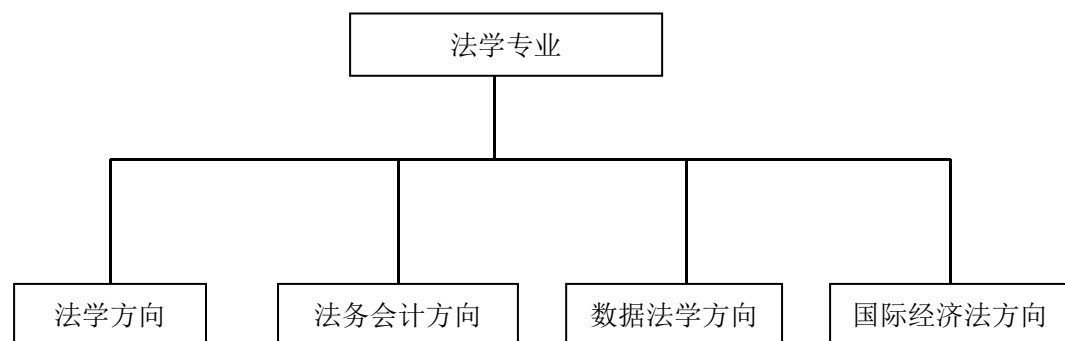 法学专业
法学方向
法务会计方向
数据法学方向
国际经济法方向